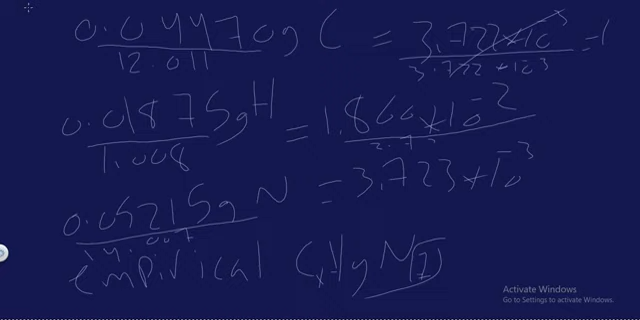 0.04470g C / 12.011 = 3.722*10^-3 / 3.722*10^-3 = 1
0.01875g H / 1.008 = 1.860*10^-2
0.05215g N / 14.007 = 3.723*10^-3
empirical CxHyN
Activate Windows
Go to Settings to activate Windows.